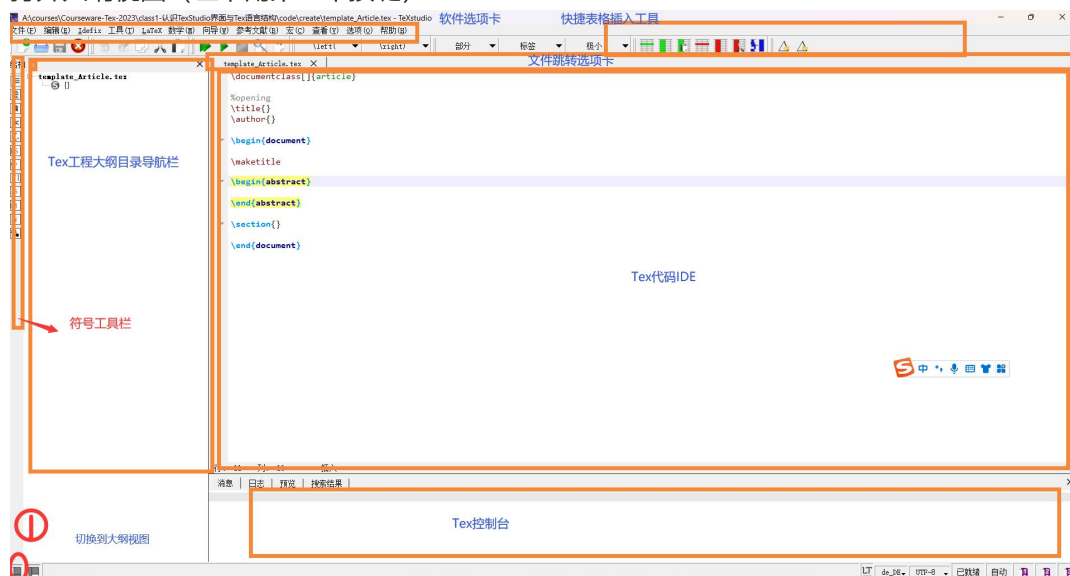 A:\courses\Courseware-Tex-2023\class1-认识TexStudio界面与Tex语言结构\code\create\template_Article.tex - TeXstudio
软件选项卡
快捷表格插入工具
文件(F) 编辑(E) Idefix 工具(T) LaTeX 数学(M) 向导(W) 参考文献(B) 宏(C) 查看(V) 选项(O) 帮助(H)
\left( \right) 部分 标签 极小
文件跳转选项卡
template_Article.tex
template_Article.tex
\documentclass[]{article}
%opening
\title{}
\author{}
\begin{document}
\maketitle
Tex工程大纲目录导航栏
\begin{abstract}
\end{abstract}
\section{}
\end{document}
Tex代码IDE
符号工具栏
中
消息 日志 预览 搜索结果
Tex控制台
①
切换到大纲视图
LT de_DE UTF-8 已就绪 自动